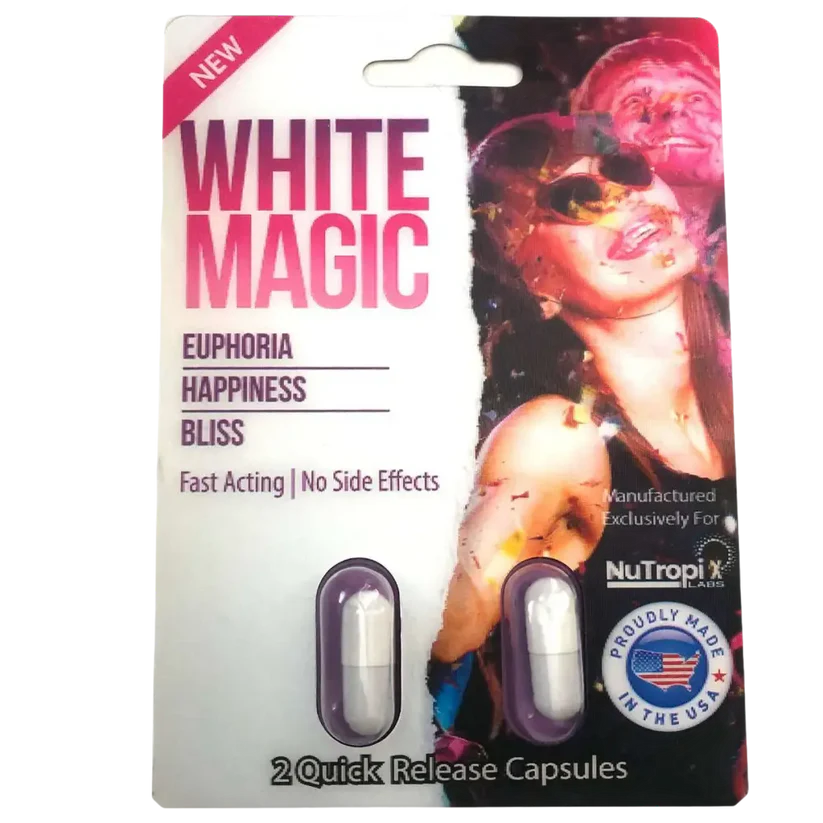 NEW
WHITE
MAGIC
EUPHORIA
HAPPINESS
BLISS
Fast Acting | No Side Effects
Manufactured
Exclusively For
NuTropiX
LABS
PROUDLY MADE
IN THE USA
2 Quick Release Capsules